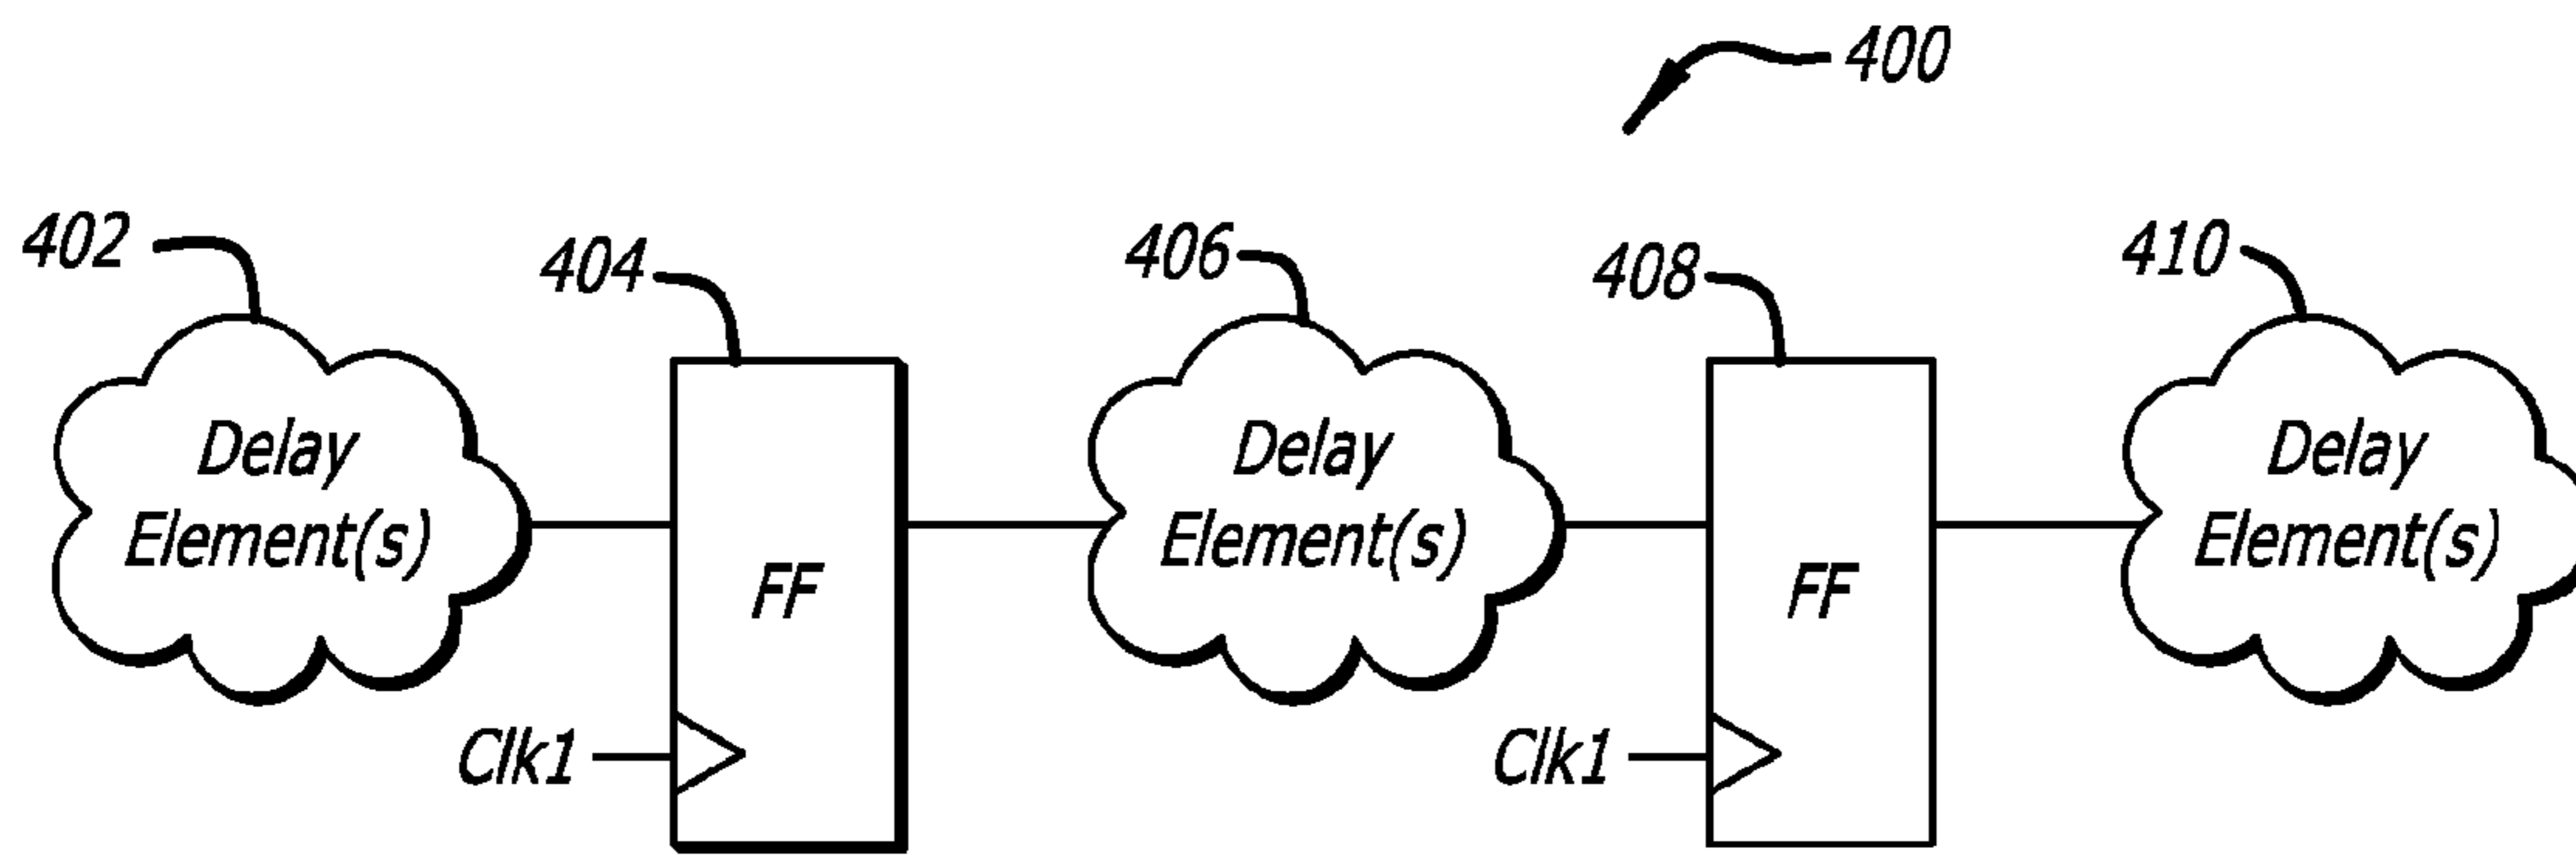 400
402
404
406
408
410
Delay
Element(s)
FF
Delay
Element(s)
FF
Delay
Element(s)
Clk1
Clk1